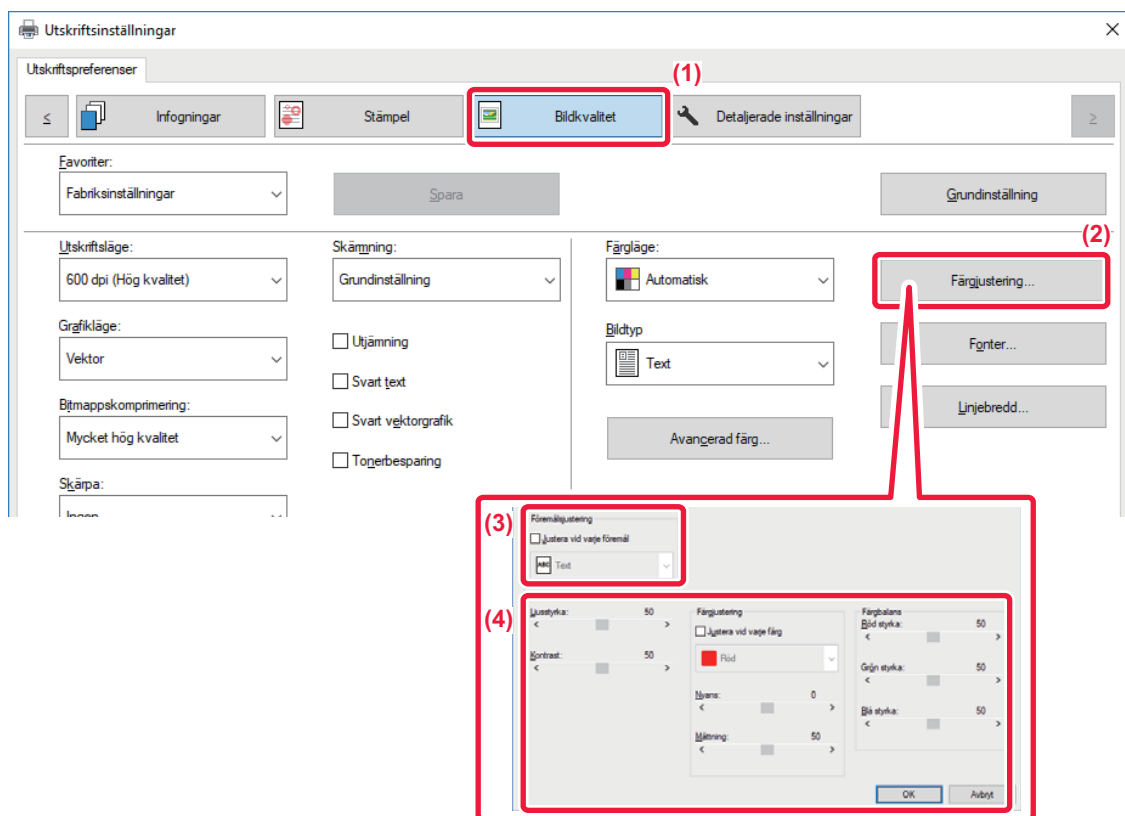 Utskriftsinställningar
Utskriftspreferenser
(1)
<
Infogningar
Stämpel
Bildkvalitet
Detaljerade inställningar
>
Favoriter:
Fabriksinställningar
Spara
Grundinställning
(2)
Utskriftsläge:
600 dpi (Hög kvalitet)
Skärmning:
Grundinställning
Färgläge:
Automatisk
Färgjustering...
Grafikläge:
Vektor
Utjämning
Svart text
Bildtyp
Text
Fonter...
Bitmappskomprimering:
Mycket hög kvalitet
Svart vektorgrafik
Tonerbesparing
Avancerad färg...
Linjebredd...
Skärpa:
Ingen
(3)
Föremålsjustering
Justera vid varje föremål
ABC Text
(4)
Ljusstyrka: 50
Kontrast: 50
Färgjustering
Justera vid varje färg
Röd
Nyans: 0
Mättning: 50
Färgbalans
Röd styrka: 50
Grön styrka: 50
Blå styrka: 50
OK
Avbryt